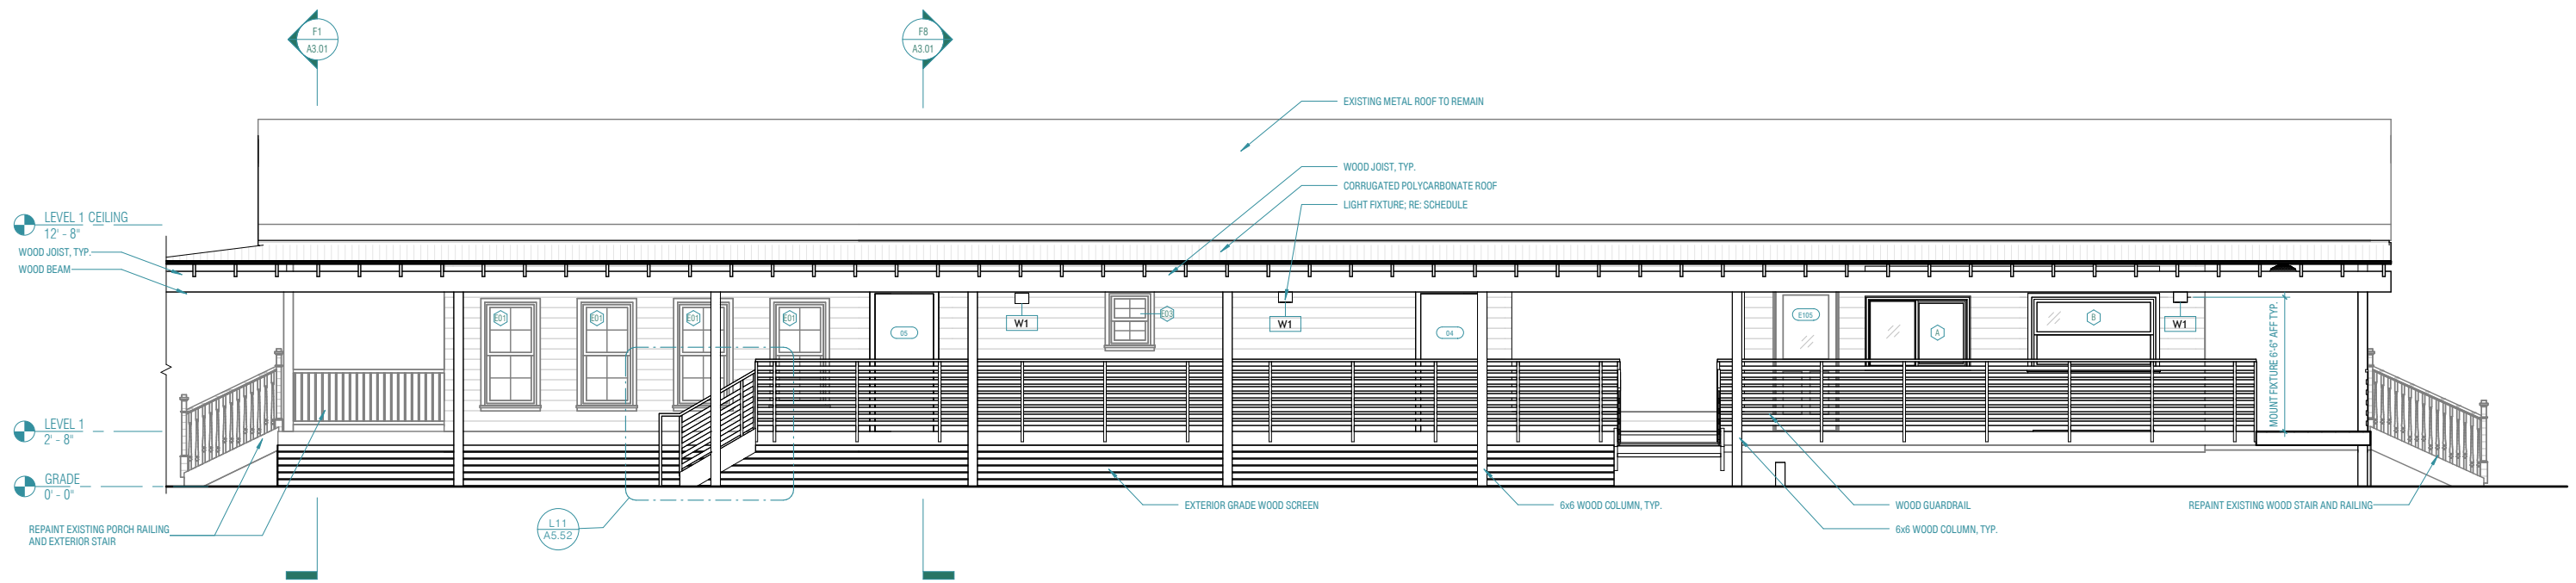 F1
A3.01
F8
A3.01
EXISTING METAL ROOF TO REMAIN
WOOD JOIST, TYP.
CORRUGATED POLYCARBONATE ROOF
LIGHT FIXTURE; RE: SCHEDULE
LEVEL 1 CEILING
12' - 8"
WOOD JOIST, TYP.
WOOD BEAM
E01
E01
E01
E01
05
W1
E03
W1
04
E105
A
B
W1
MOUNT FIXTURE 6'-6" AFF TYP.
LEVEL 1
2' - 8"
GRADE
0' - 0"
REPAINT EXISTING PORCH RAILING
AND EXTERIOR STAIR
L11
A5.52
EXTERIOR GRADE WOOD SCREEN
6x6 WOOD COLUMN, TYP.
WOOD GUARDRAIL
6x6 WOOD COLUMN, TYP.
REPAINT EXISTING WOOD STAIR AND RAILING